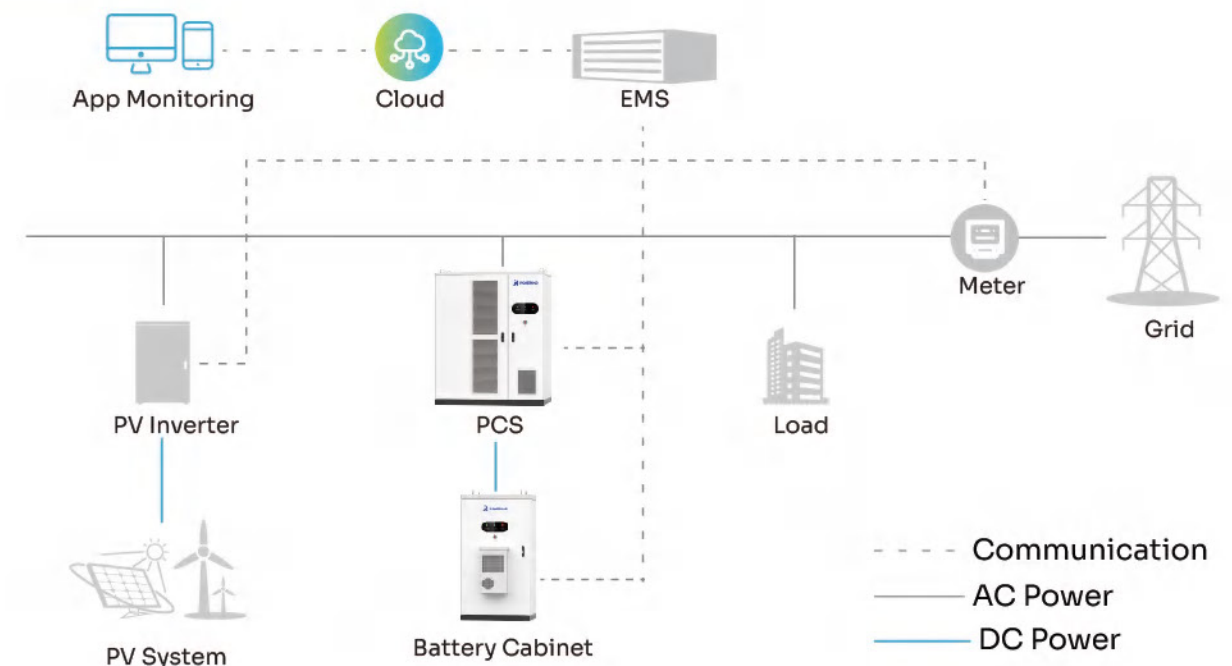 App Monitoring
Cloud
EMS
Meter
Grid
PV Inverter
PCS
Load
PV System
Battery Cabinet
Communication
AC Power
DC Power